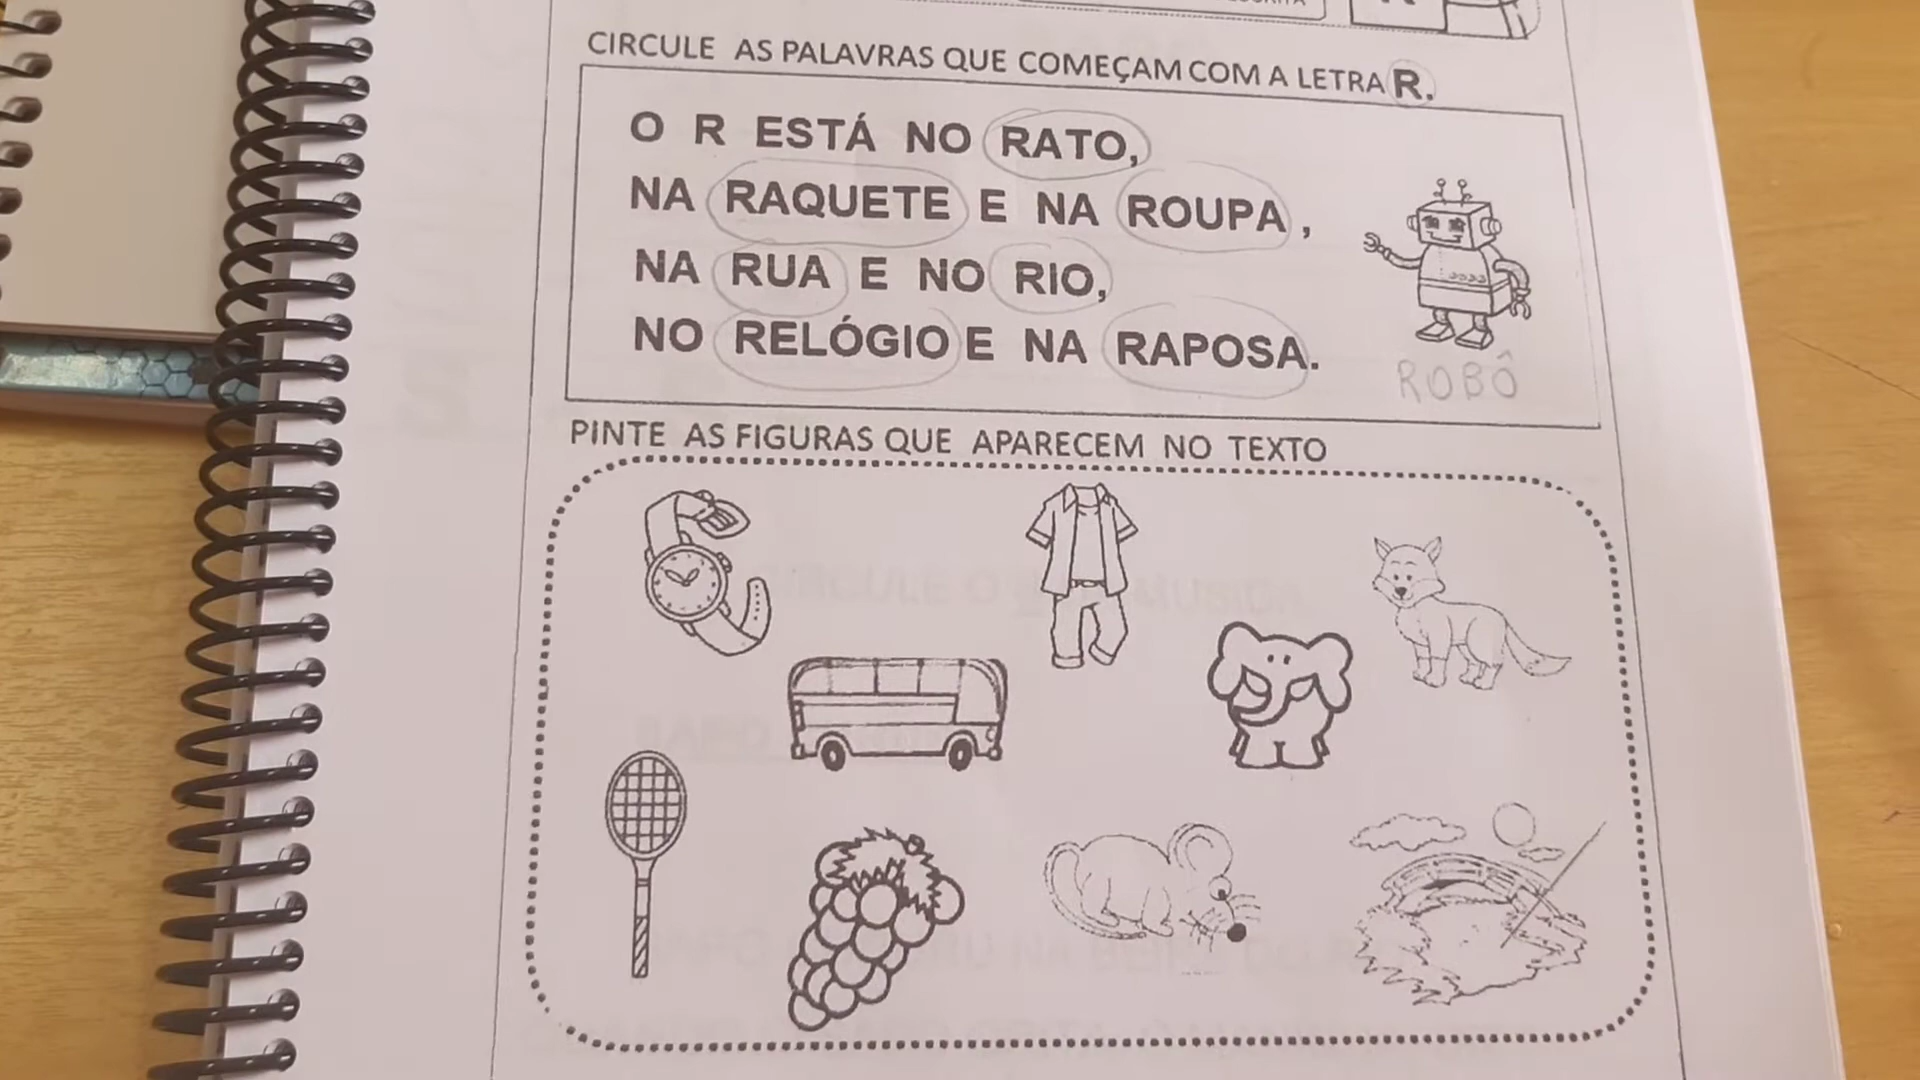 CIRCULE AS PALAVRAS QUE COMEÇAM COM A LETRA R.
O R ESTÁ NO RATO,
NA RAQUETE E NA ROUPA ,
NA RUA E NO RIO,
NO RELÓGIO E NA RAPOSA.
ROBÔ
PINTE AS FIGURAS QUE APARECEM NO TEXTO
CIRCULE O